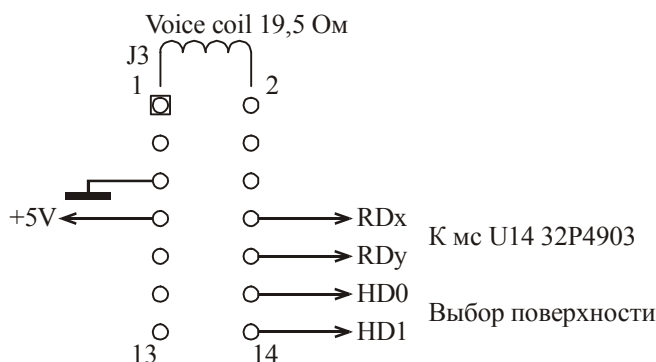 Voice coil 19,5 Ом
J3
1 2
+5V RDx
К мс U14 32P4903
RDy
HD0
Выбор поверхности
HD1
13 14